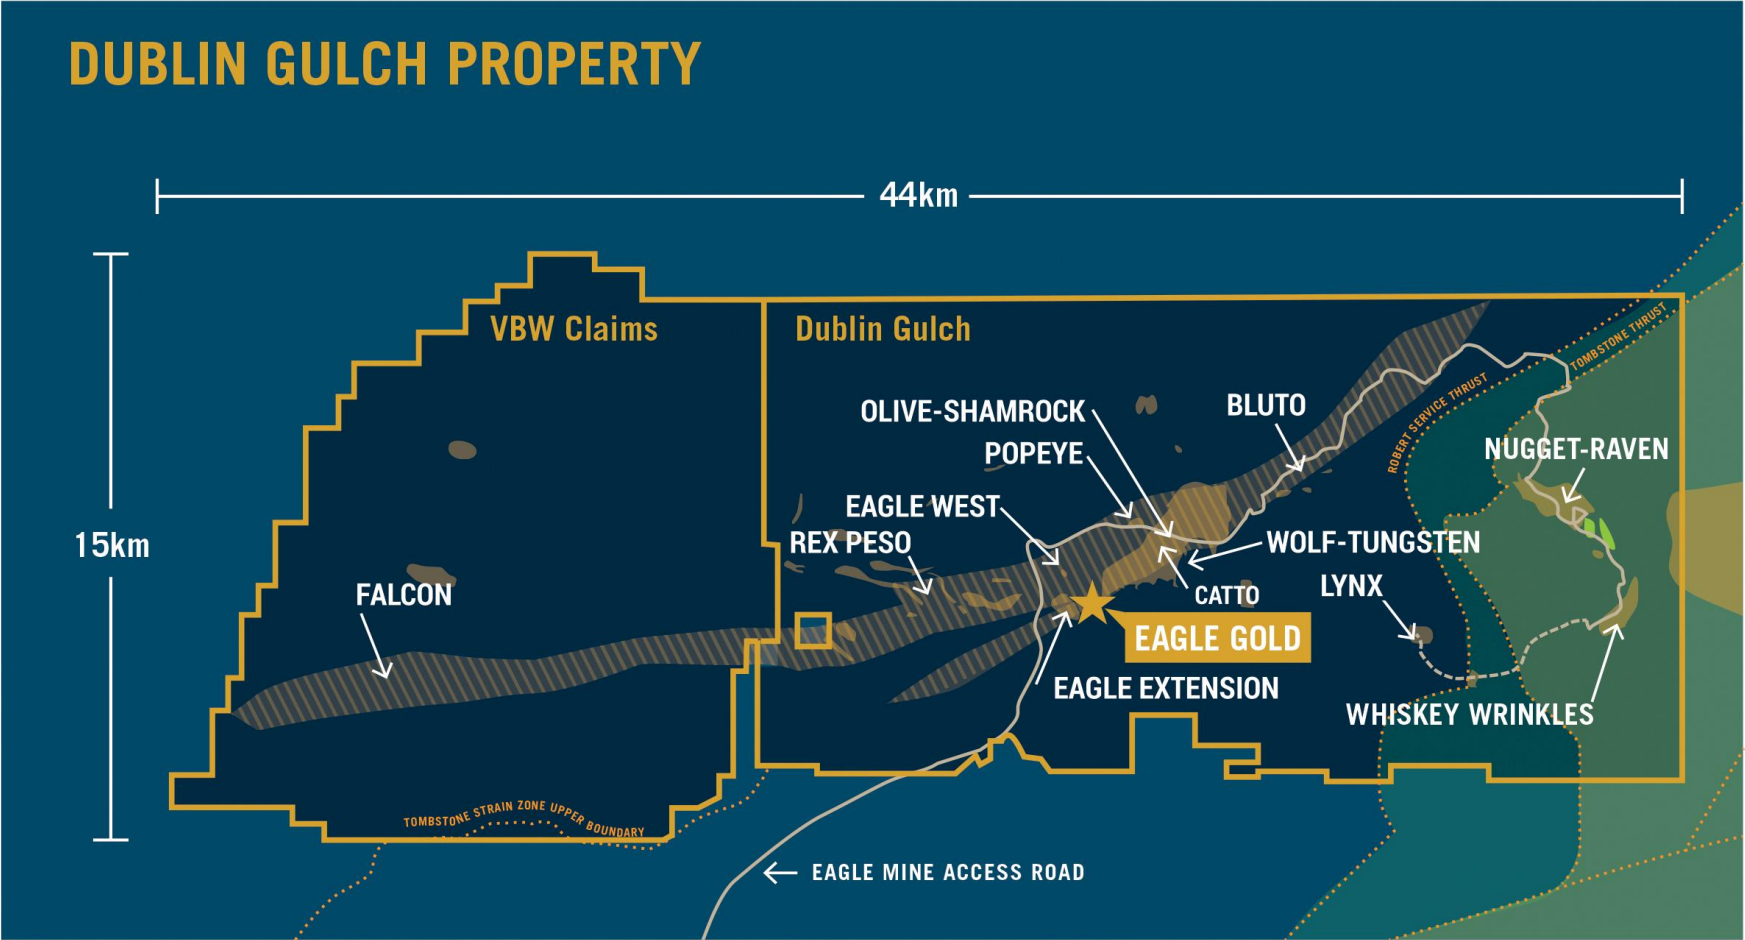 DUBLIN GULCH PROPERTY
44km
15km
VBW Claims
Dublin Gulch
OLIVE-SHAMROCK
BLUTO
POPEYE
EAGLE WEST
REX PESO
WOLF-TUNGSTEN
CATTO
LYNX
FALCON
EAGLE GOLD
EAGLE EXTENSION
NUGGET-RAVEN
WHISKEY WRINKLES
ROBERT SERVICE THRUST
TOMBSTONE THRUST
TOMBSTONE STRAIN ZONE UPPER BOUNDARY
EAGLE MINE ACCESS ROAD